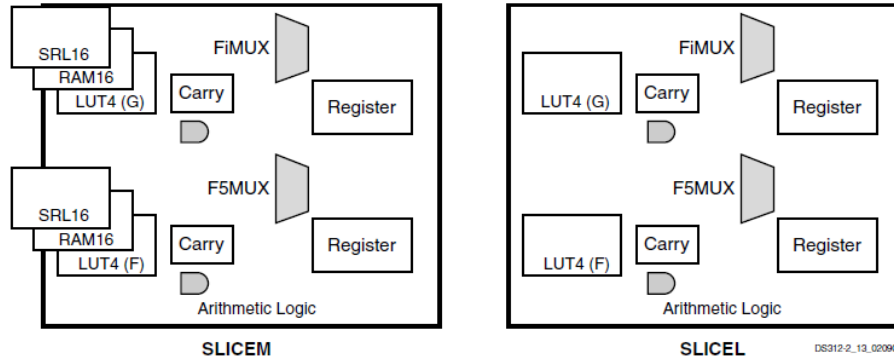 SRL16
RAM16
LUT4 (G)
FiMUX
Carry
Register
SRL16
RAM16
LUT4 (F)
F5MUX
Carry
Register
Arithmetic Logic
SLICEM
FiMUX
LUT4 (G)
Carry
Register
F5MUX
LUT4 (F)
Carry
Register
Arithmetic Logic
SLICEL